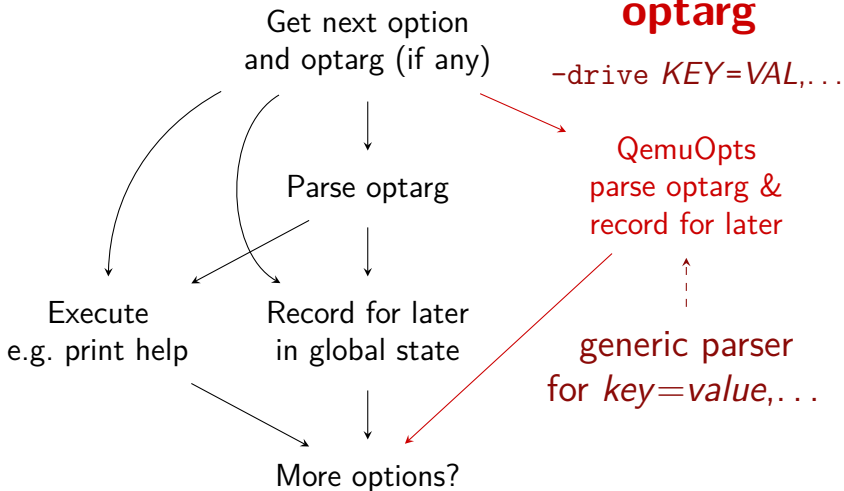 optarg
-drive KEY=VAL,...
Get next option
and optarg (if any)
Parse optarg
QemuOpts
parse optarg &
record for later
Execute
e.g. print help
Record for later
in global state
generic parser
for key=value,...
More options?